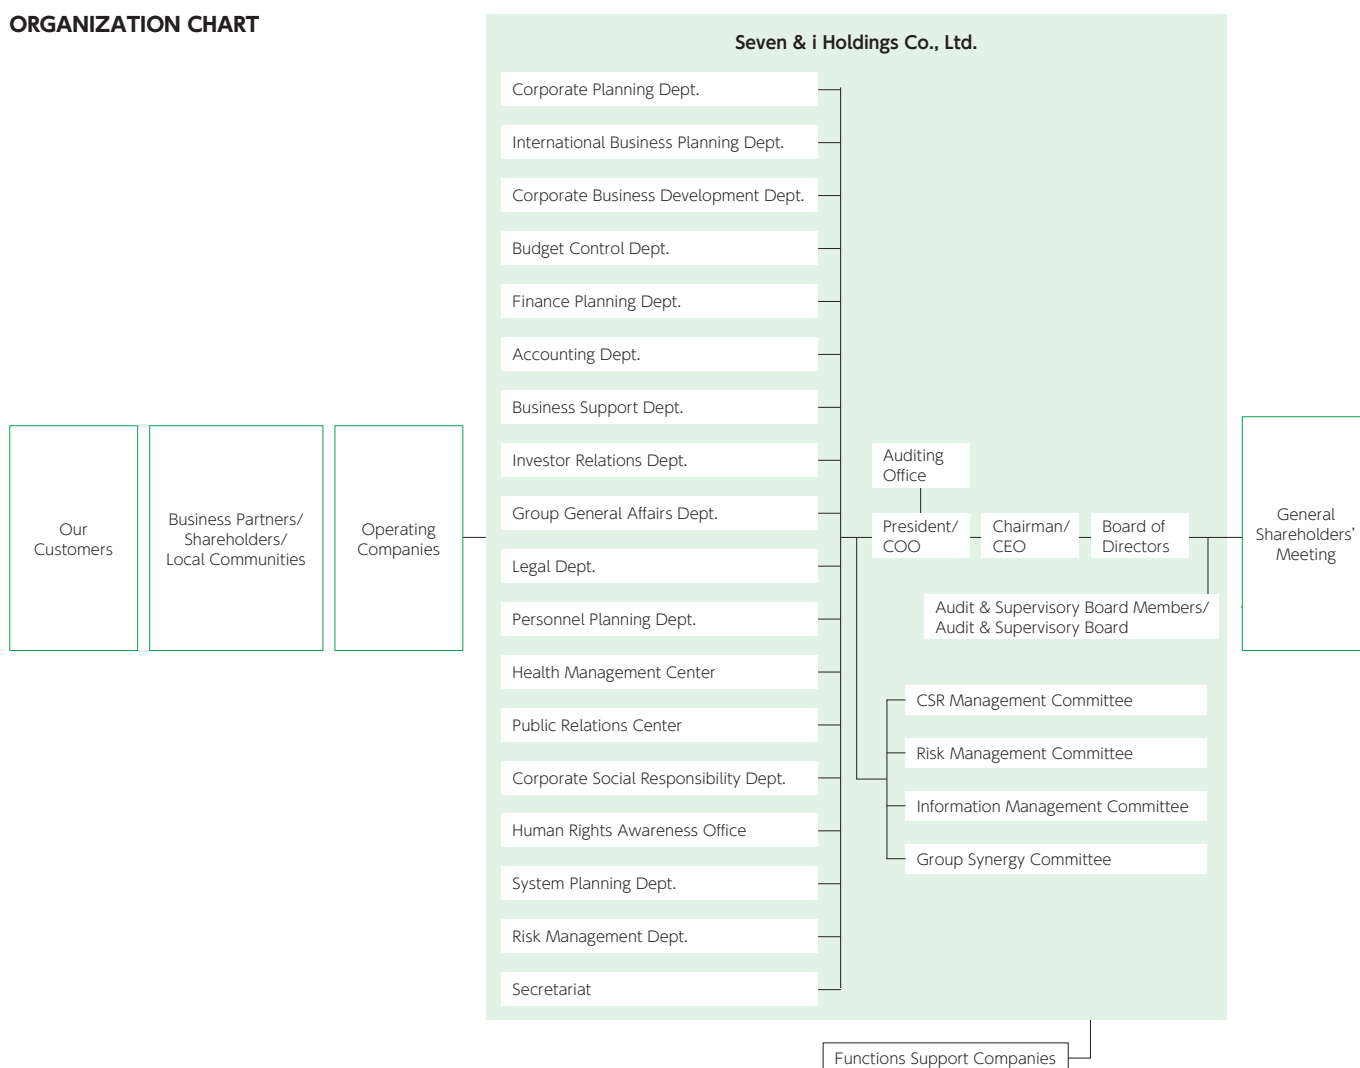 ORGANIZATION CHART
Seven & i Holdings Co., Ltd.
Corporate Planning Dept.
International Business Planning Dept.
Corporate Business Development Dept.
Budget Control Dept.
Finance Planning Dept.
Accounting Dept.
Business Support Dept.
Investor Relations Dept.
Group General Affairs Dept.
Legal Dept.
Personnel Planning Dept.
Health Management Center
Public Relations Center
Corporate Social Responsibility Dept.
Human Rights Awareness Office
System Planning Dept.
Risk Management Dept.
Secretariat
Our
Customers
Business Partners/
Shareholders/
Local Communities
Operating
Companies
Auditing
Office
President/
COO
Chairman/
CEO
Board of
Directors
General
Shareholders’
Meeting
Audit & Supervisory Board Members/
Audit & Supervisory Board
CSR Management Committee
Risk Management Committee
Information Management Committee
Group Synergy Committee
Functions Support Companies